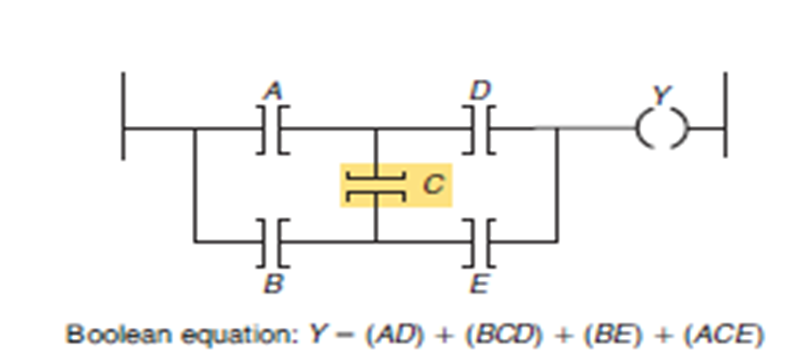 A D Y
C
B E
Boolean equation: Y – (AD) + (BCD) + (BE) + (ACE)